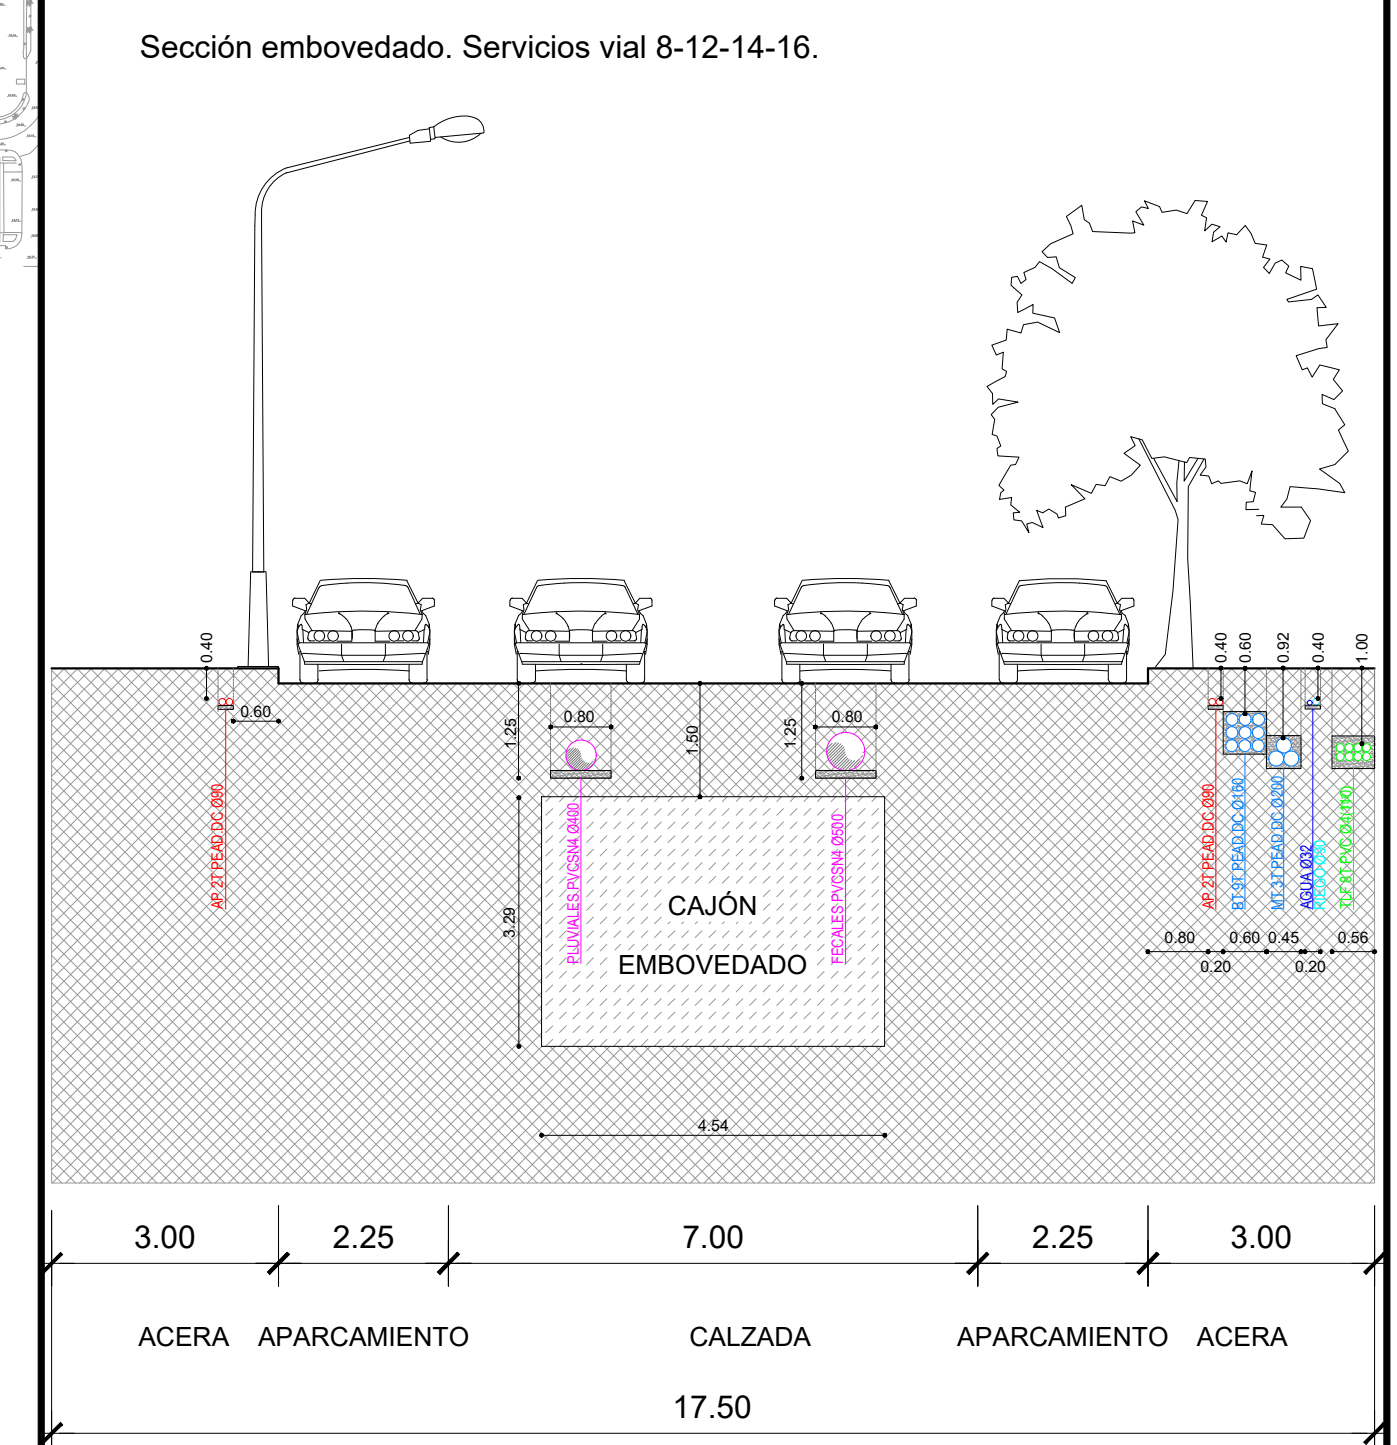 Sección embovedado. Servicios vial 8-12-14-16.
0.40
0.60
AP 2T PEAD.DC.Ø90
1.25
0.80
1.50
1.25
0.80
0.40
0.60
0.92
0.40
1.00
PLUVIALES.PVCSN4 Ø400
FECALES PVCSN4 Ø500
AP 2T PEAD.DC.Ø90
BT 9T PEAD.DC Ø160
MT 3T PEAD.DC Ø200
AGUA Ø32
RIEGO Ø90
TLF 8T PVC
3.29
CAJÓN
EMBOVEDADO
0.80
0.60
0.45
0.56
0.20
0.20
4.54
3.00
2.25
7.00
2.25
3.00
ACERA
APARCAMIENTO
CALZADA
APARCAMIENTO
ACERA
17.50